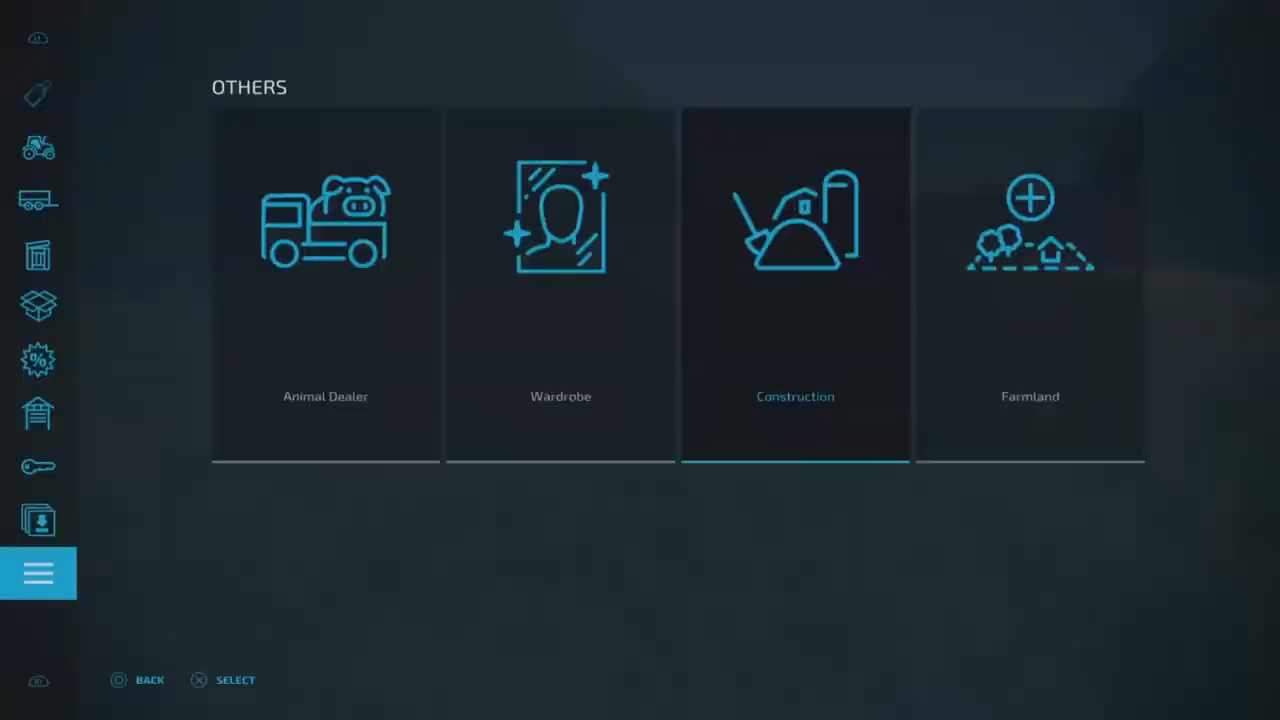 OTHERS
Animal Dealer
Wardrobe
Construction
Farmland
%
BACK
SELECT